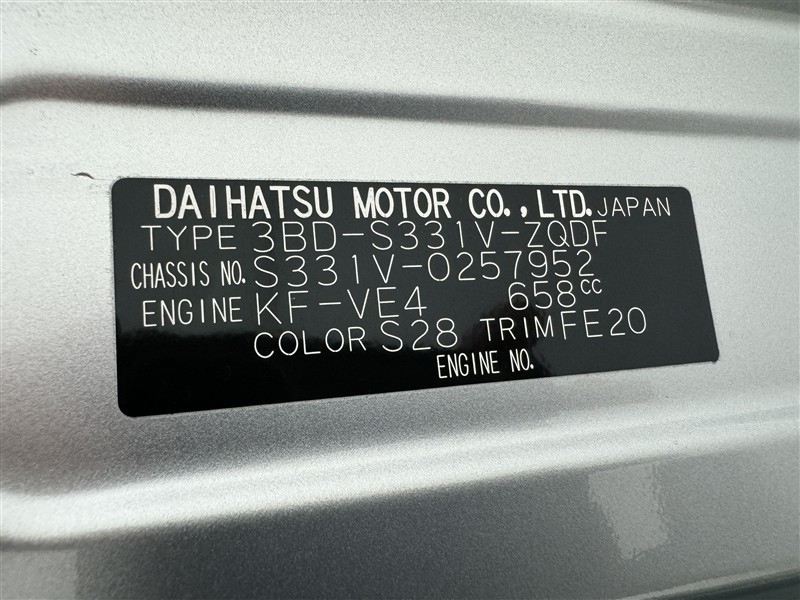 DAIHATSU MOTOR CO.,LTD. JAPAN
TYPE 3BD-S331V-ZQDF
CHASSIS NO. S331V-0257952
ENGINE KF-VE4 658CC
COLOR S28 TRIM FE20
ENGINE NO.